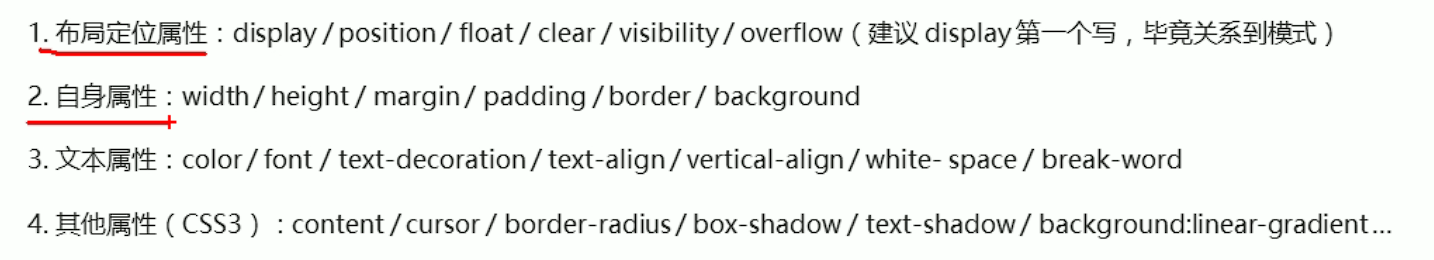 1. 布局定位属性：display / position / float / clear / visibility / overflow（建议 display 第一个写，毕竟关系到模式）
2. 自身属性：width / height / margin / padding / border / background
3. 文本属性：color / font / text-decoration / text-align / vertical-align / white- space / break-word
4. 其他属性（CSS3）：content / cursor / border-radius / box-shadow / text-shadow / background:linear-gradient...